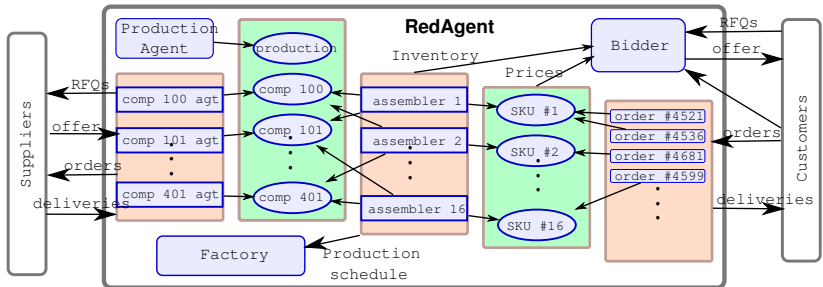 RedAgent
Production
Agent
production
Inventory
Bidder
RFQs
offer
Prices
RFQs
comp 100 agt
comp 100
assembler 1
SKU #1
order #4521
offer
comp 101 agt
comp 101
assembler 2
SKU #2
order #4536
orders
order #4681
order #4599
orders
comp 401 agt
comp 401
assembler 16
SKU #16
deliveries
deliveries
Suppliers
Customers
Factory
Production
schedule